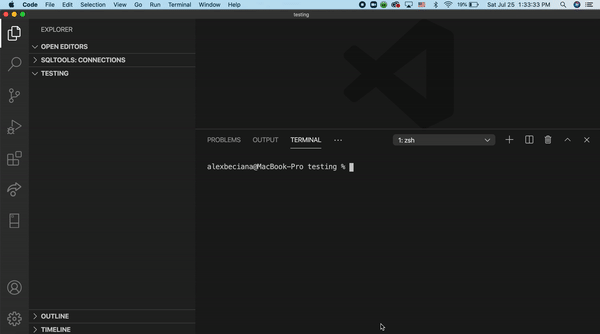 Code File Edit Selection View Go Run Terminal Window Help 19% Sat Jul 25 1:33:33 PM
testing
EXPLORER
OPEN EDITORS
SQLTOOLS: CONNECTIONS
TESTING
PROBLEMS OUTPUT TERMINAL ··· 1: zsh
alexbeciana@MacBook-Pro testing %
OUTLINE
TIMELINE